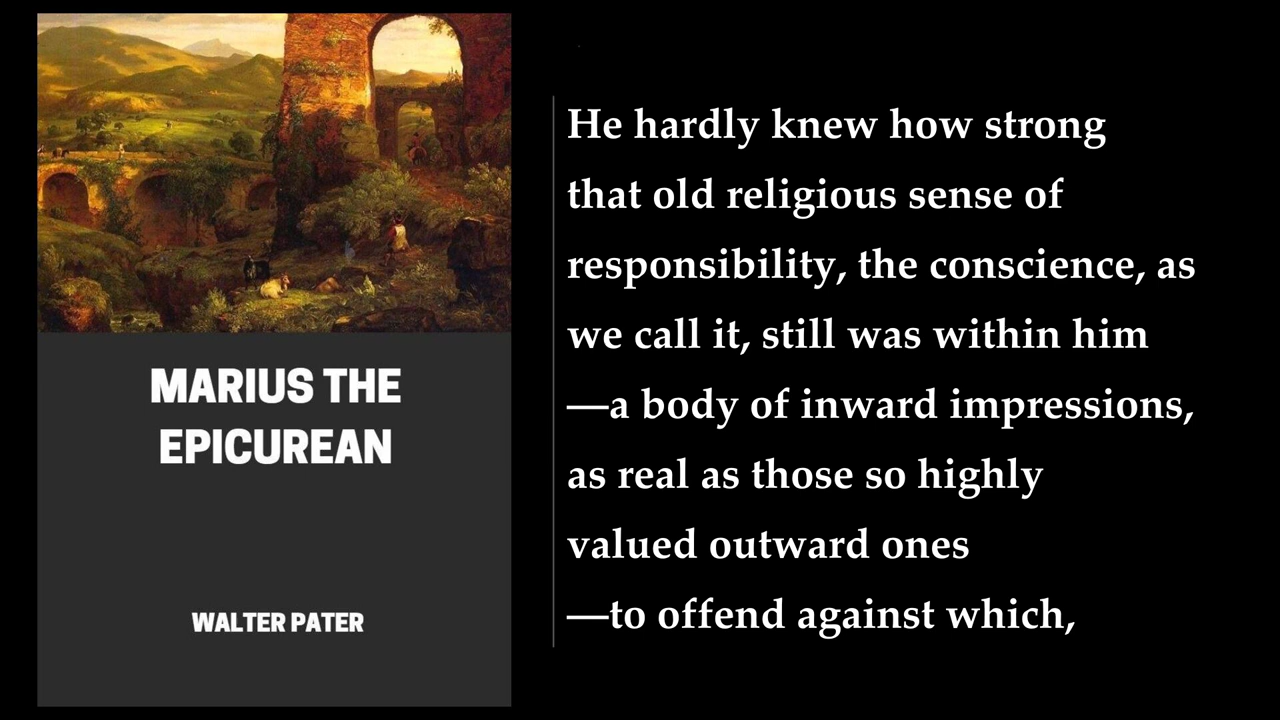 MARIUS THE
EPICUREAN
WALTER PATER
He hardly knew how strong
that old religious sense of
responsibility, the conscience, as
we call it, still was within him
—a body of inward impressions,
as real as those so highly
valued outward ones
—to offend against which,